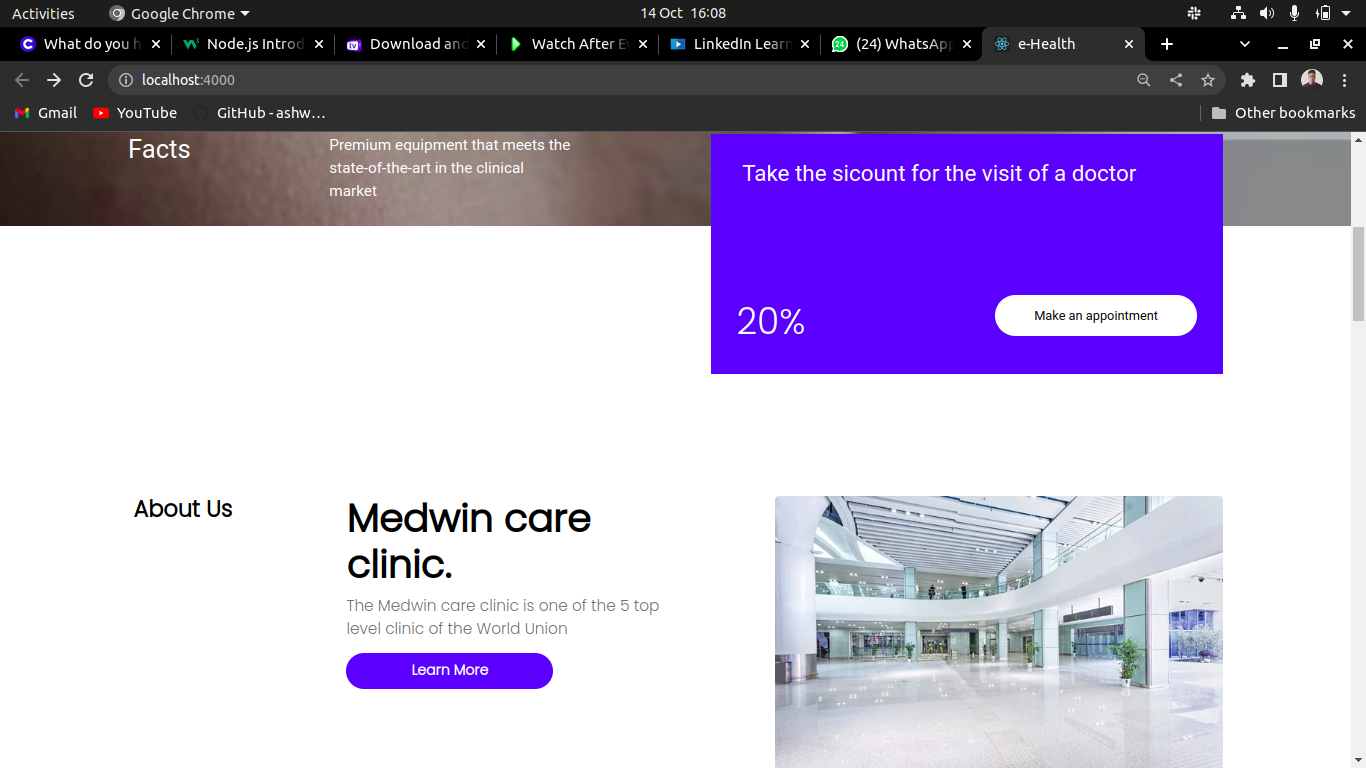 Activities
Google Chrome
14 Oct 16:08
What do you h
Node.js Introd
Download and
Watch After Ev
LinkedIn Learn
(24) WhatsApp
e-Health
localhost:4000
Gmail
YouTube
GitHub - ashw...
Other bookmarks
Facts
Premium equipment that meets the
state-of-the-art in the clinical
market
Take the sicount for the visit of a doctor
20%
Make an appointment
About Us
Medwin care
clinic.
The Medwin care clinic is one of the 5 top
level clinic of the World Union
Learn More